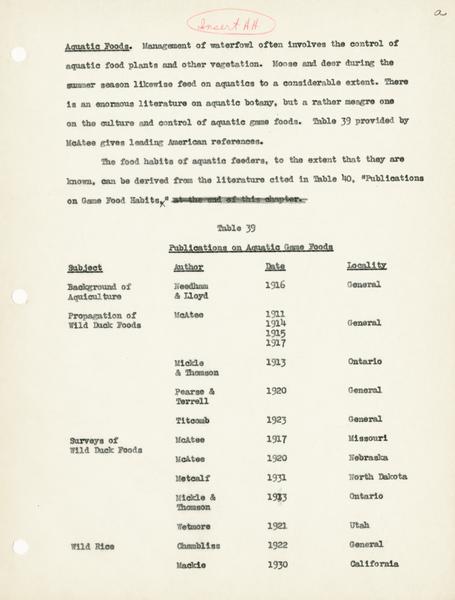 Insert AA
a
Aquatic Foods. Management of waterfowl often involves the control of
aquatic food plants and other vegetation. Moose and deer during the
summer season likewise feed on aquatics to a considerable extent. There
is an enormous literature on aquatic botany, but a rather meagre one
on the culture and control of aquatic game foods. Table 39 provided by
McAtee gives leading American references.
The food habits of aquatic feeders, to the extent that they are
known, can be derived from the literature cited in Table 40, "Publications
on Game Food Habits." at the end of this chapter.
Table 39
Publications on Aquatic Game Foods
Subject Author Date Locality
Background of Needham 1916 General
Aquiculture & Lloyd
Propagation of McAtee 1911
Wild Duck Foods 1914 General
1915
1917
Mickle 1913 Ontario
& Thomson
Pearse & 1920 General
Terrell
Titcomb 1923 General
Surveys of McAtee 1917 Missouri
Wild Duck Foods
McAtee 1920 Nebraska
Metcalf 1931 North Dakota
Mickle & 1913 Ontario
Thomson
Wetmore 1921 Utah
Wild Rice Chambliss 1922 General
Mackie 1930 California